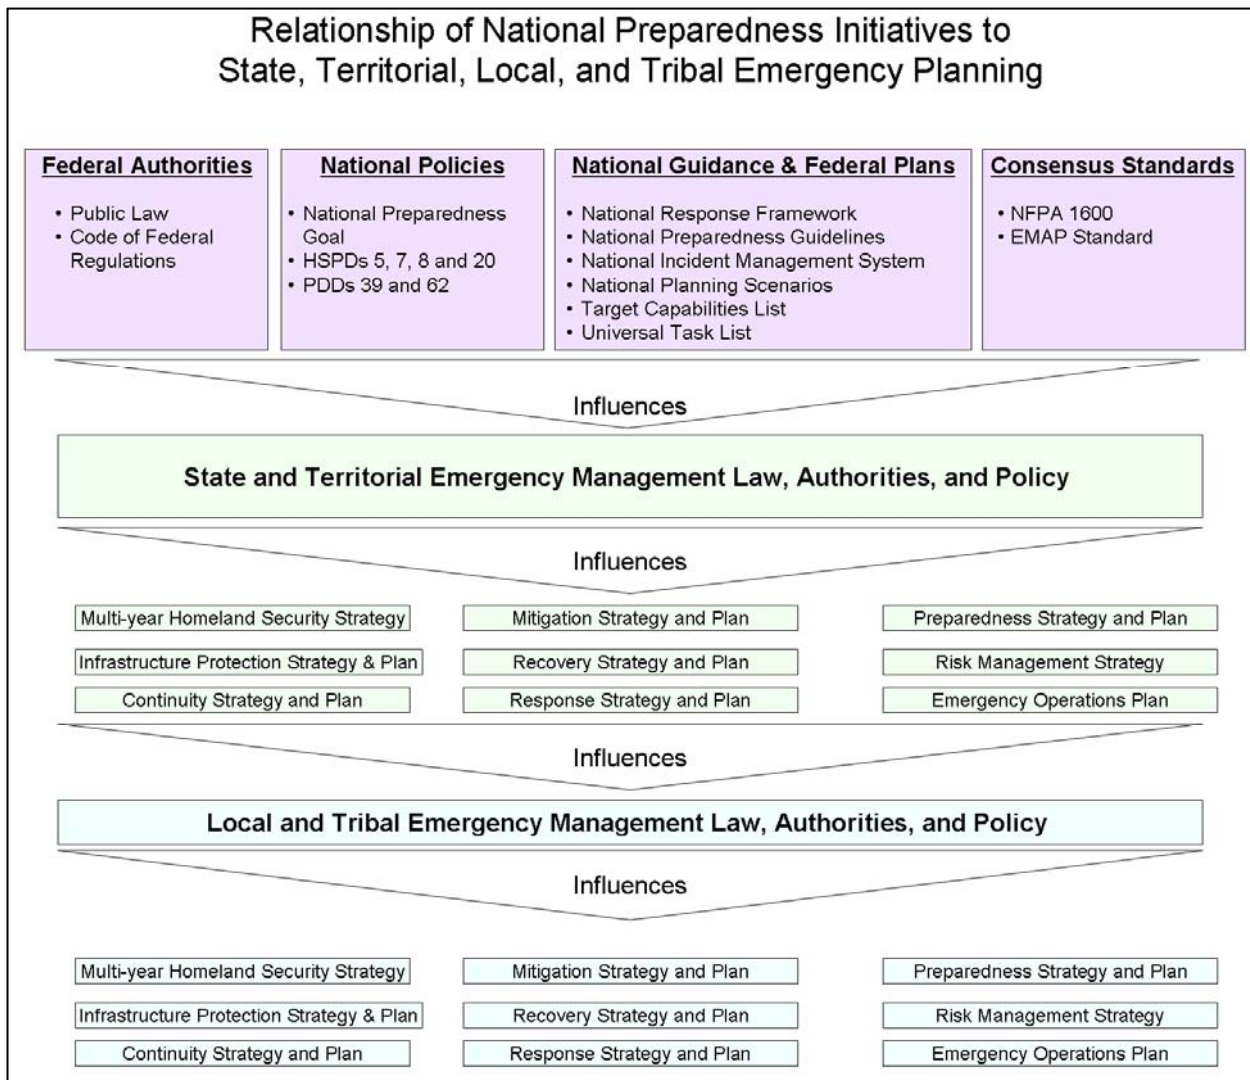 Relationship of National Preparedness Initiatives to
State, Territorial, Local, and Tribal Emergency Planning
Federal Authorities
• Public Law
• Code of Federal
Regulations
National Policies
• National Preparedness
Goal
• HSPDs 5, 7, 8 and 20
• PDDs 39 and 62
National Guidance & Federal Plans
• National Response Framework
• National Preparedness Guidelines
• National Incident Management System
• National Planning Scenarios
• Target Capabilities List
• Universal Task List
Consensus Standards
• NFPA 1600
• EMAP Standard
Influences
State and Territorial Emergency Management Law, Authorities, and Policy
Influences
Multi-year Homeland Security Strategy
Mitigation Strategy and Plan
Preparedness Strategy and Plan
Infrastructure Protection Strategy & Plan
Recovery Strategy and Plan
Risk Management Strategy
Continuity Strategy and Plan
Response Strategy and Plan
Emergency Operations Plan
Influences
Local and Tribal Emergency Management Law, Authorities, and Policy
Influences
Multi-year Homeland Security Strategy
Mitigation Strategy and Plan
Preparedness Strategy and Plan
Infrastructure Protection Strategy & Plan
Recovery Strategy and Plan
Risk Management Strategy
Continuity Strategy and Plan
Response Strategy and Plan
Emergency Operations Plan